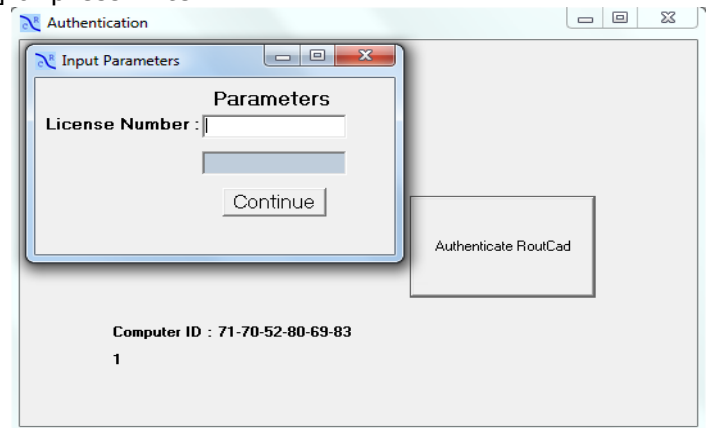 Authentication
Input Parameters
Parameters
License Number :
Continue
Authenticate RoutCad
Computer ID : 71-70-52-80-69-83
1